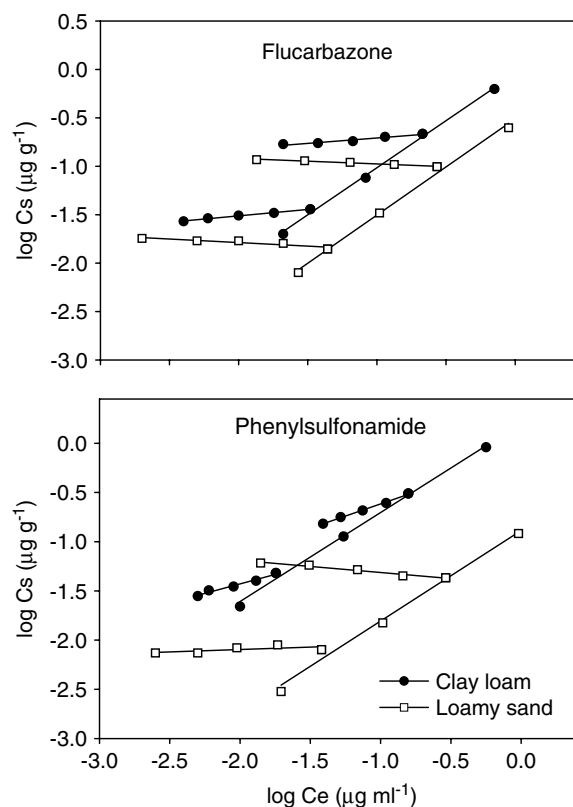 Flucarbazone
log Cs (µg g⁻¹)
0.5
0.0
-0.5
-1.0
-1.5
-2.0
-2.5
-3.0
Phenylsulfonamide
log Cs (µg g⁻¹)
0.0
-0.5
-1.0
-1.5
-2.0
-2.5
-3.0
Clay loam
Loamy sand
-3.0 -2.5 -2.0 -1.5 -1.0 -0.5 0.0
log Ce (µg ml⁻¹)